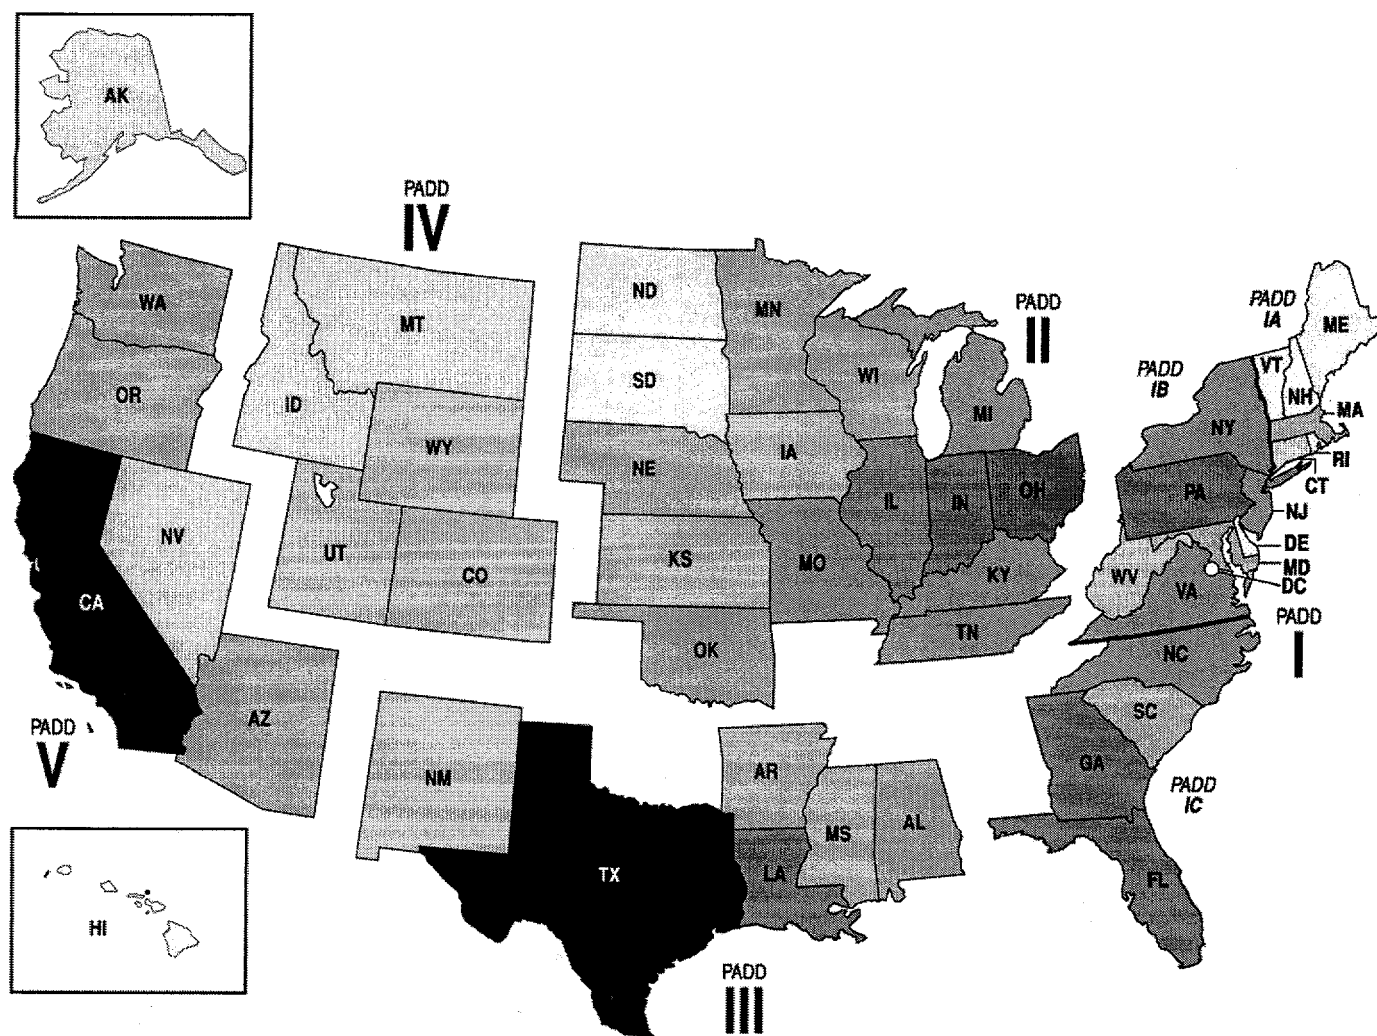 AK
PADD
IV
WA
MT
ND
MN
PADD
II
PADD
IA
ME
OR
ID
SD
WI
MI
PADD
IB
VT
NH
MA
NY
WY
NE
IA
RI
CT
IL
IN
OH
PA
NJ
NV
UT
CO
KS
MO
KY
WV
VA
DE
MD
DC
CA
OK
TN
NC
PADD
I
AZ
NM
AR
MS
AL
SC
GA
PADD
IC
PADD
V
TX
LA
FL
HI
PADD
III